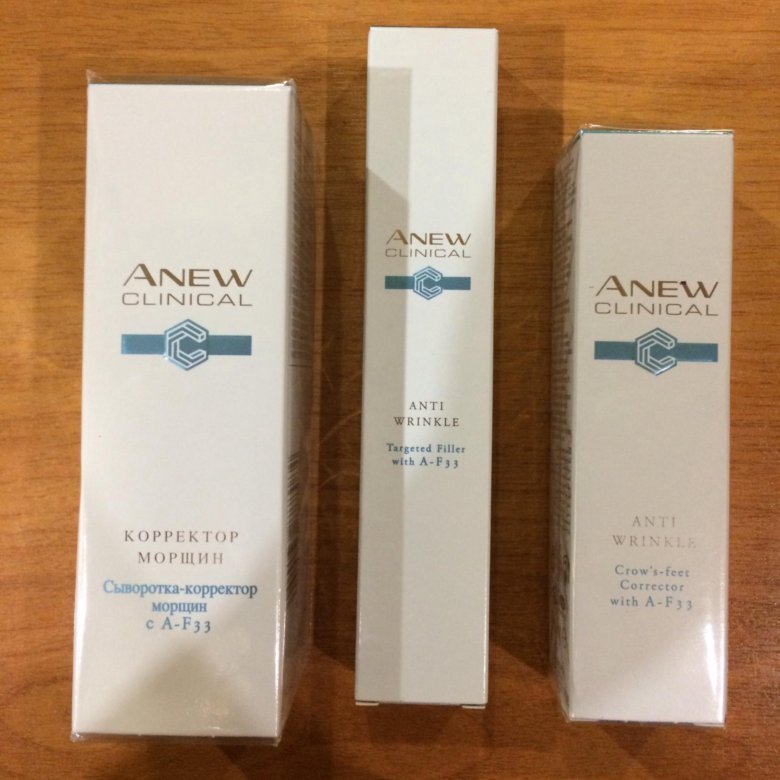 ANEW
CLINICAL
C
КОРРЕКТОР
МОРЩИН
Сыворотка-корректор
морщин
с A-F33
ANEW
CLINICAL
C
ANTI
WRINKLE
Targeted Filler
with A-F33
ANEW
CLINICAL
C
ANTI
WRINKLE
Crow's-feet
Corrector
with A-F33